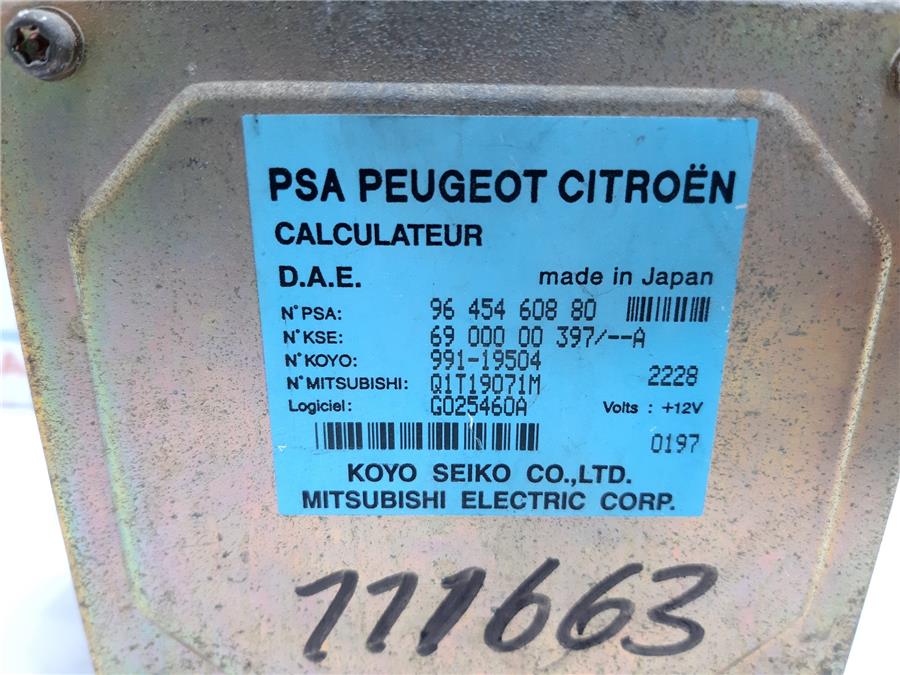 PSA PEUGEOT CITROËN
CALCULATEUR
D.A.E. made in Japan
N° PSA: 96 454 608 80
N° KSE: 69 000 00 397/--A
N° KOYO: 991-19504
N° MITSUBISHI: Q1T19071M 2228
Logiciel: G025460A Volts : +12V
0197
KOYO SEIKO CO.,LTD.
MITSUBISHI ELECTRIC CORP.
111663